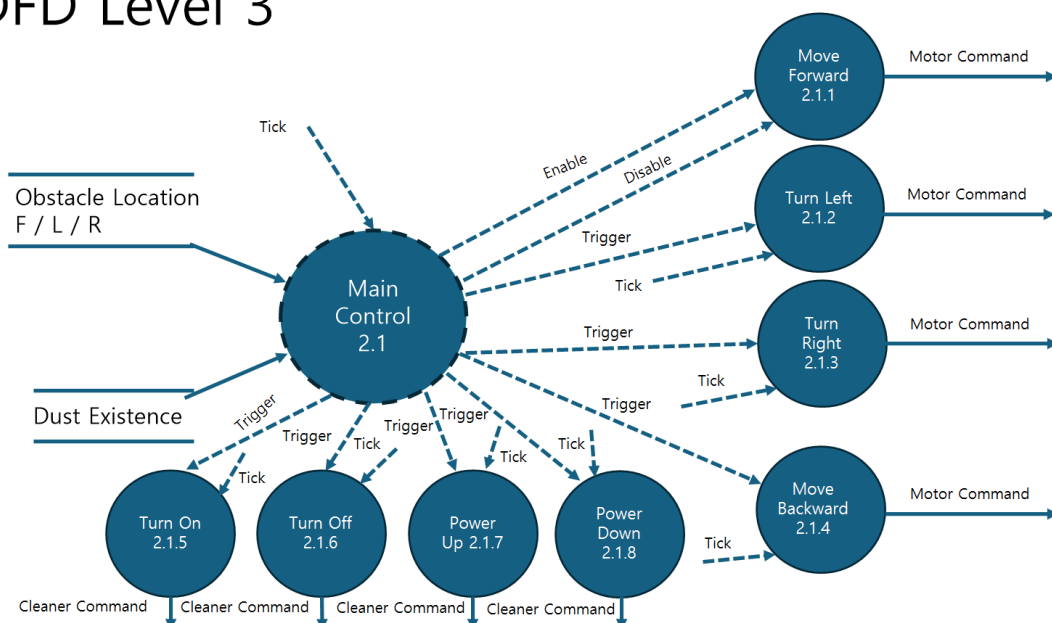 DFD Level 3
Tick
Obstacle Location
F / L / R
Main
Control
2.1
Dust Existence
Enable
Disable
Trigger
Tick
Trigger
Tick
Trigger
Tick
Move
Forward
2.1.1
Motor Command
Turn Left
2.1.2
Motor Command
Turn
Right
2.1.3
Motor Command
Move
Backward
2.1.4
Motor Command
Trigger
Tick
Trigger
Tick
Trigger
Tick
Trigger
Tick
Turn On
2.1.5
Turn Off
2.1.6
Power
Up 2.1.7
Power
Down
2.1.8
Cleaner Command
Cleaner Command
Cleaner Command
Cleaner Command